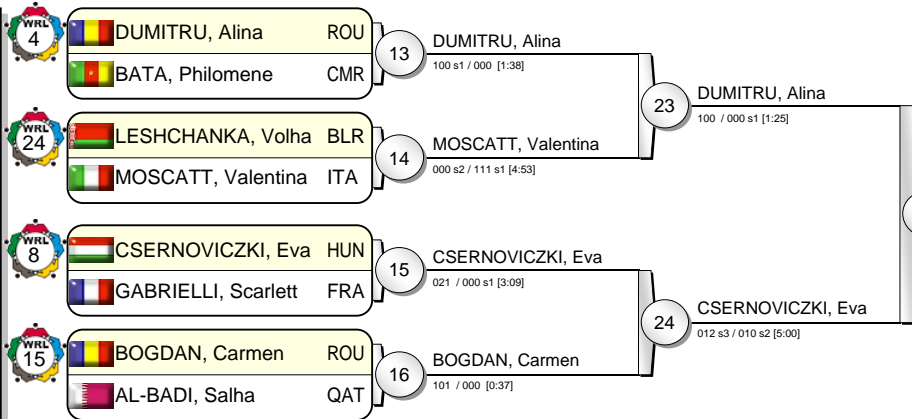 WRL
4
DUMITRU, Alina ROU
BATA, Philomene CMR
13
DUMITRU, Alina
100 s1 / 000 [1:38]
WRL
24
LESHCHANKA, Volha BLR
MOSCATT, Valentina ITA
14
MOSCATT, Valentina
000 s2 / 111 s1 [4:53]
23
DUMITRU, Alina
100 / 000 s1 [1:25]
WRL
8
CSERNOVICZKI, Eva HUN
GABRIELLI, Scarlett FRA
15
CSERNOVICZKI, Eva
021 / 000 s1 [3:09]
WRL
15
BOGDAN, Carmen ROU
AL-BADI, Salha QAT
16
BOGDAN, Carmen
101 / 000 [0:37]
24
CSERNOVICZKI, Eva
012 s3 / 010 s2 [5:00]